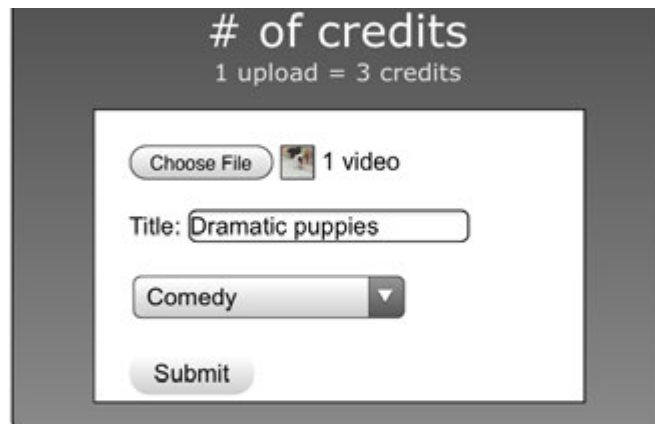 # of credits
1 upload = 3 credits
Choose File 1 video
Title: Dramatic puppies
Comedy
Submit